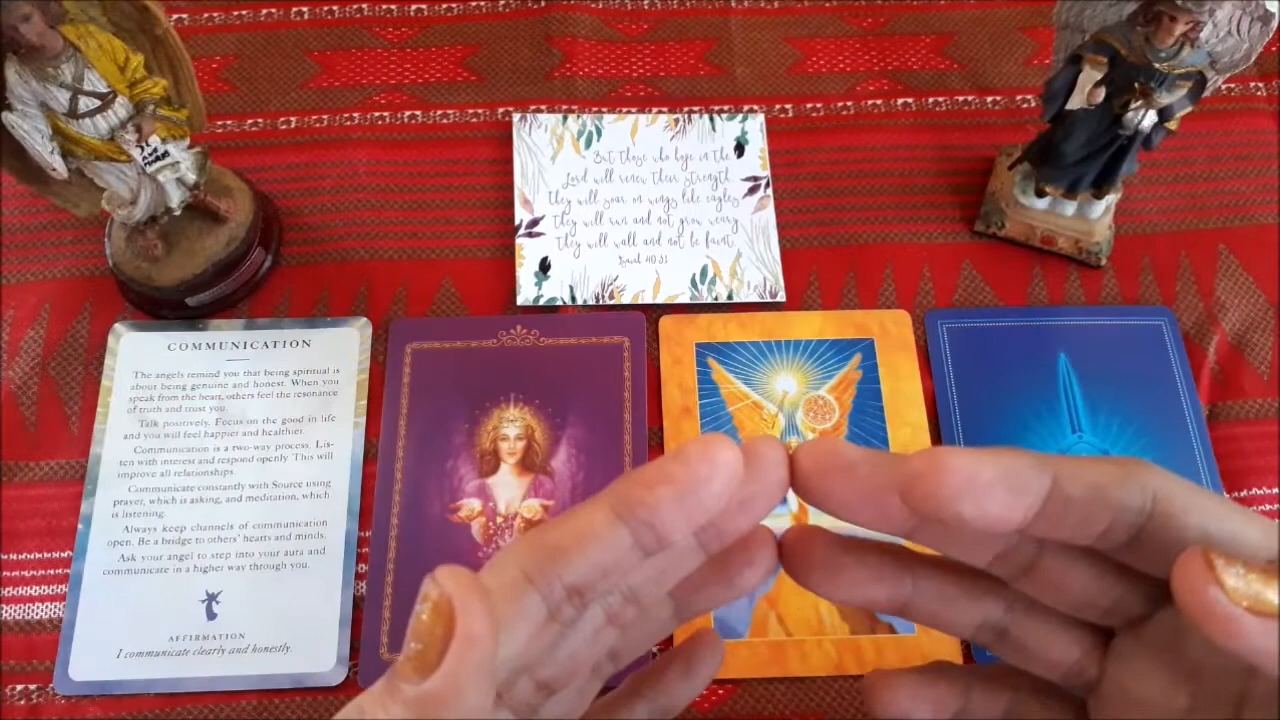 But those who hope in the
Lord will renew their strength.
They will soar on wings like eagles
They will run and not grow weary
They will walk and not be faint.
Isaiah 40:31
COMMUNICATION
The angels remind you that being spiritual is
about being genuine and honest. When you
speak from the heart, others feel the resonance
of truth and trust you.
Talk positively. Focus on the good in life
and you will feel happier and healthier.
Communication is a two-way process. Lis-
ten with interest and respond openly. This will
improve all relationships.
Communicate constantly with Source using
prayer, which is asking, and meditation, which
is listening.
Always keep channels of communication
open. Be a bridge to others' hearts and minds.
Ask your angel to step into your aura and
communicate in a higher way through you.
AFFIRMATION
I communicate clearly and honestly.